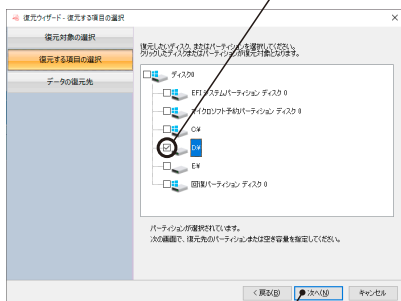 復元ウィザード - 復元する項目の選択
復元対象の選択
復元する項目の選択
データの復元先
復元したいディスク、またはパーティションを選択してください。
クリックしたディスクまたはパーティションが復元対象となります。
ディスク0
EFI システムパーティション ディスク 0
マイクロソフト予約パーティション ディスク 0
C:¥
D:¥
E:¥
回復パーティション ディスク 0
パーティションが選択されています。
次の画面で、復元先のパーティションまたは空き容量を指定してください。
< 戻る(B)
次へ(N)
キャンセル